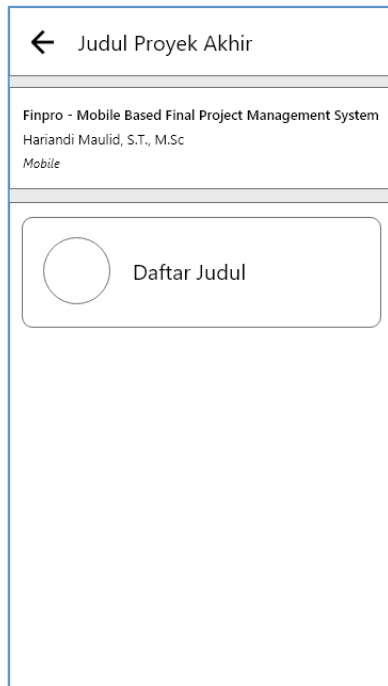 Judul Proyek Akhir
Finpro - Mobile Based Final Project Management System
Hariandi Maulid, S.T., M.Sc
Mobile
Daftar Judul